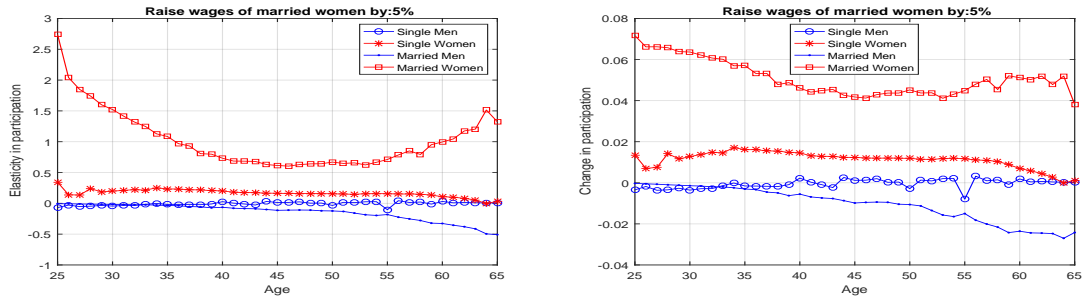 Raise wages of married women by:5%
Elasticity in participation
3
2.5
2
1.5
1
0.5
0
-0.5
-1
Single Men
Single Women
Married Men
Married Women
25 30 35 40 45 50 55 60 65
Age
Raise wages of married women by:5%
Change in participation
0.08
0.06
0.04
0.02
0
-0.02
-0.04
Single Men
Single Women
Married Men
Married Women
25 30 35 40 45 50 55 60 65
Age